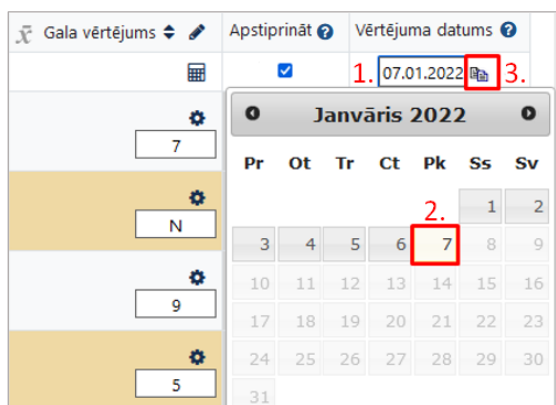 x̄ Gala vērtējums Apstiprināt Vērtējuma datums
1. 07.01.2022 3.
7
N
9
5
Janvāris 2022
Pr Ot Tr Ct Pk Ss Sv
2. 1 2
3 4 5 6 7 8 9
10 11 12 13 14 15 16
17 18 19 20 21 22 23
24 25 26 27 28 29 30
31